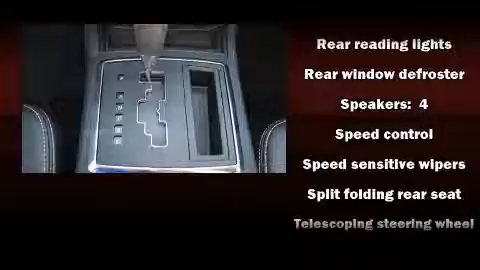 Rear reading lights
Rear window defroster
Speakers: 4
Speed control
Speed sensitive wipers
Split folding rear seat
Telescoping steering wheel